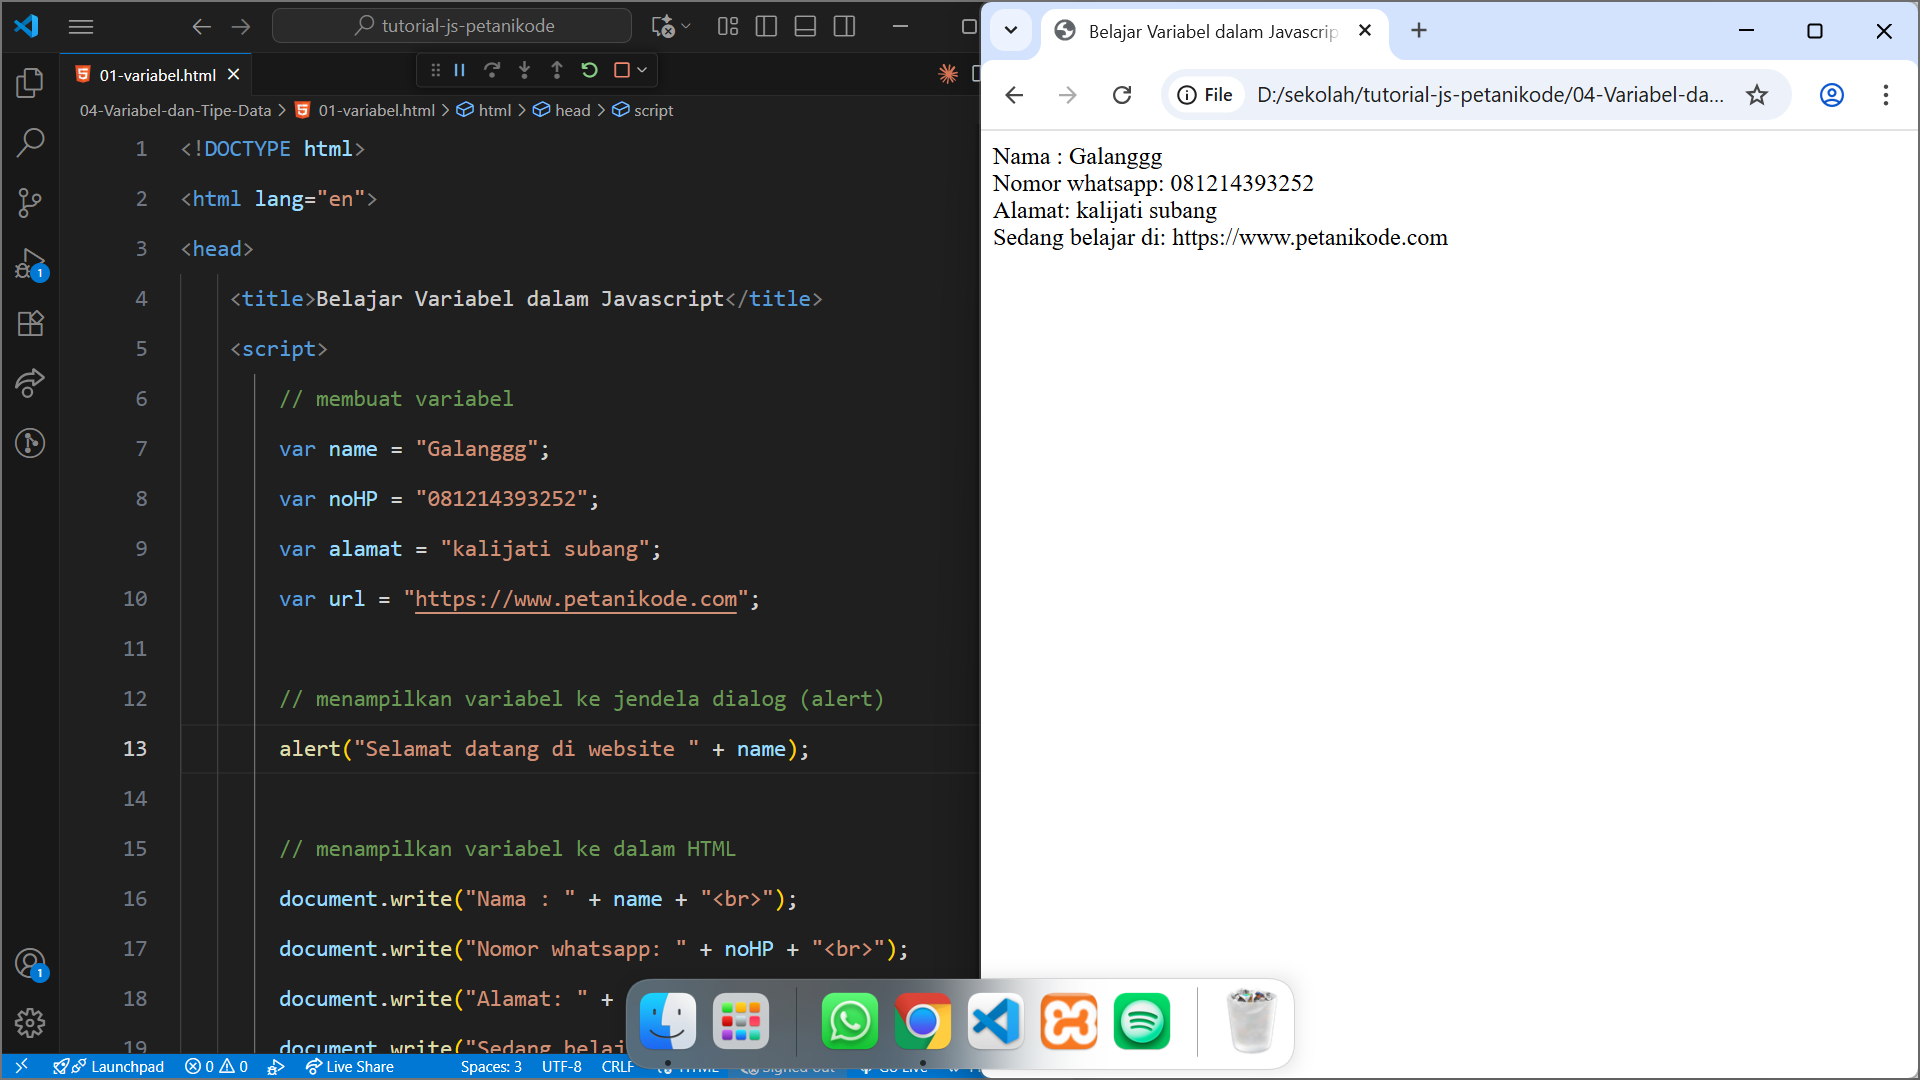 tutorial-js-petanikode
01-variabel.html
04-Variabel-dan-Tipe-Data > 01-variabel.html > html > head > script
1 <!DOCTYPE html>
2 <html lang="en">
3 <head>
4 <title>Belajar Variabel dalam Javascript</title>
5 <script>
6 // membuat variabel
7 var name = "Galanggg";
8 var noHP = "081214393252";
9 var alamat = "kalijati subang";
10 var url = "https://www.petanikode.com";
11
12 // menampilkan variabel ke jendela dialog (alert)
13 alert("Selamat datang di website " + name);
14
15 // menampilkan variabel ke dalam HTML
16 document.write("Nama : " + name + "<br>");
17 document.write("Nomor whatsapp: " + noHP + "<br>");
18 document.write("Alamat: " +
19 document.write("Sedang belaj
1
1
Launchpad 0 0 Live Share Spaces: 3 UTF-8 CRLF
Belajar Variabel dalam Javascrip
File D:/sekolah/tutorial-js-petanikode/04-Variabel-da...
Nama : Galanggg
Nomor whatsapp: 081214393252
Alamat: kalijati subang
Sedang belajar di: https://www.petanikode.com